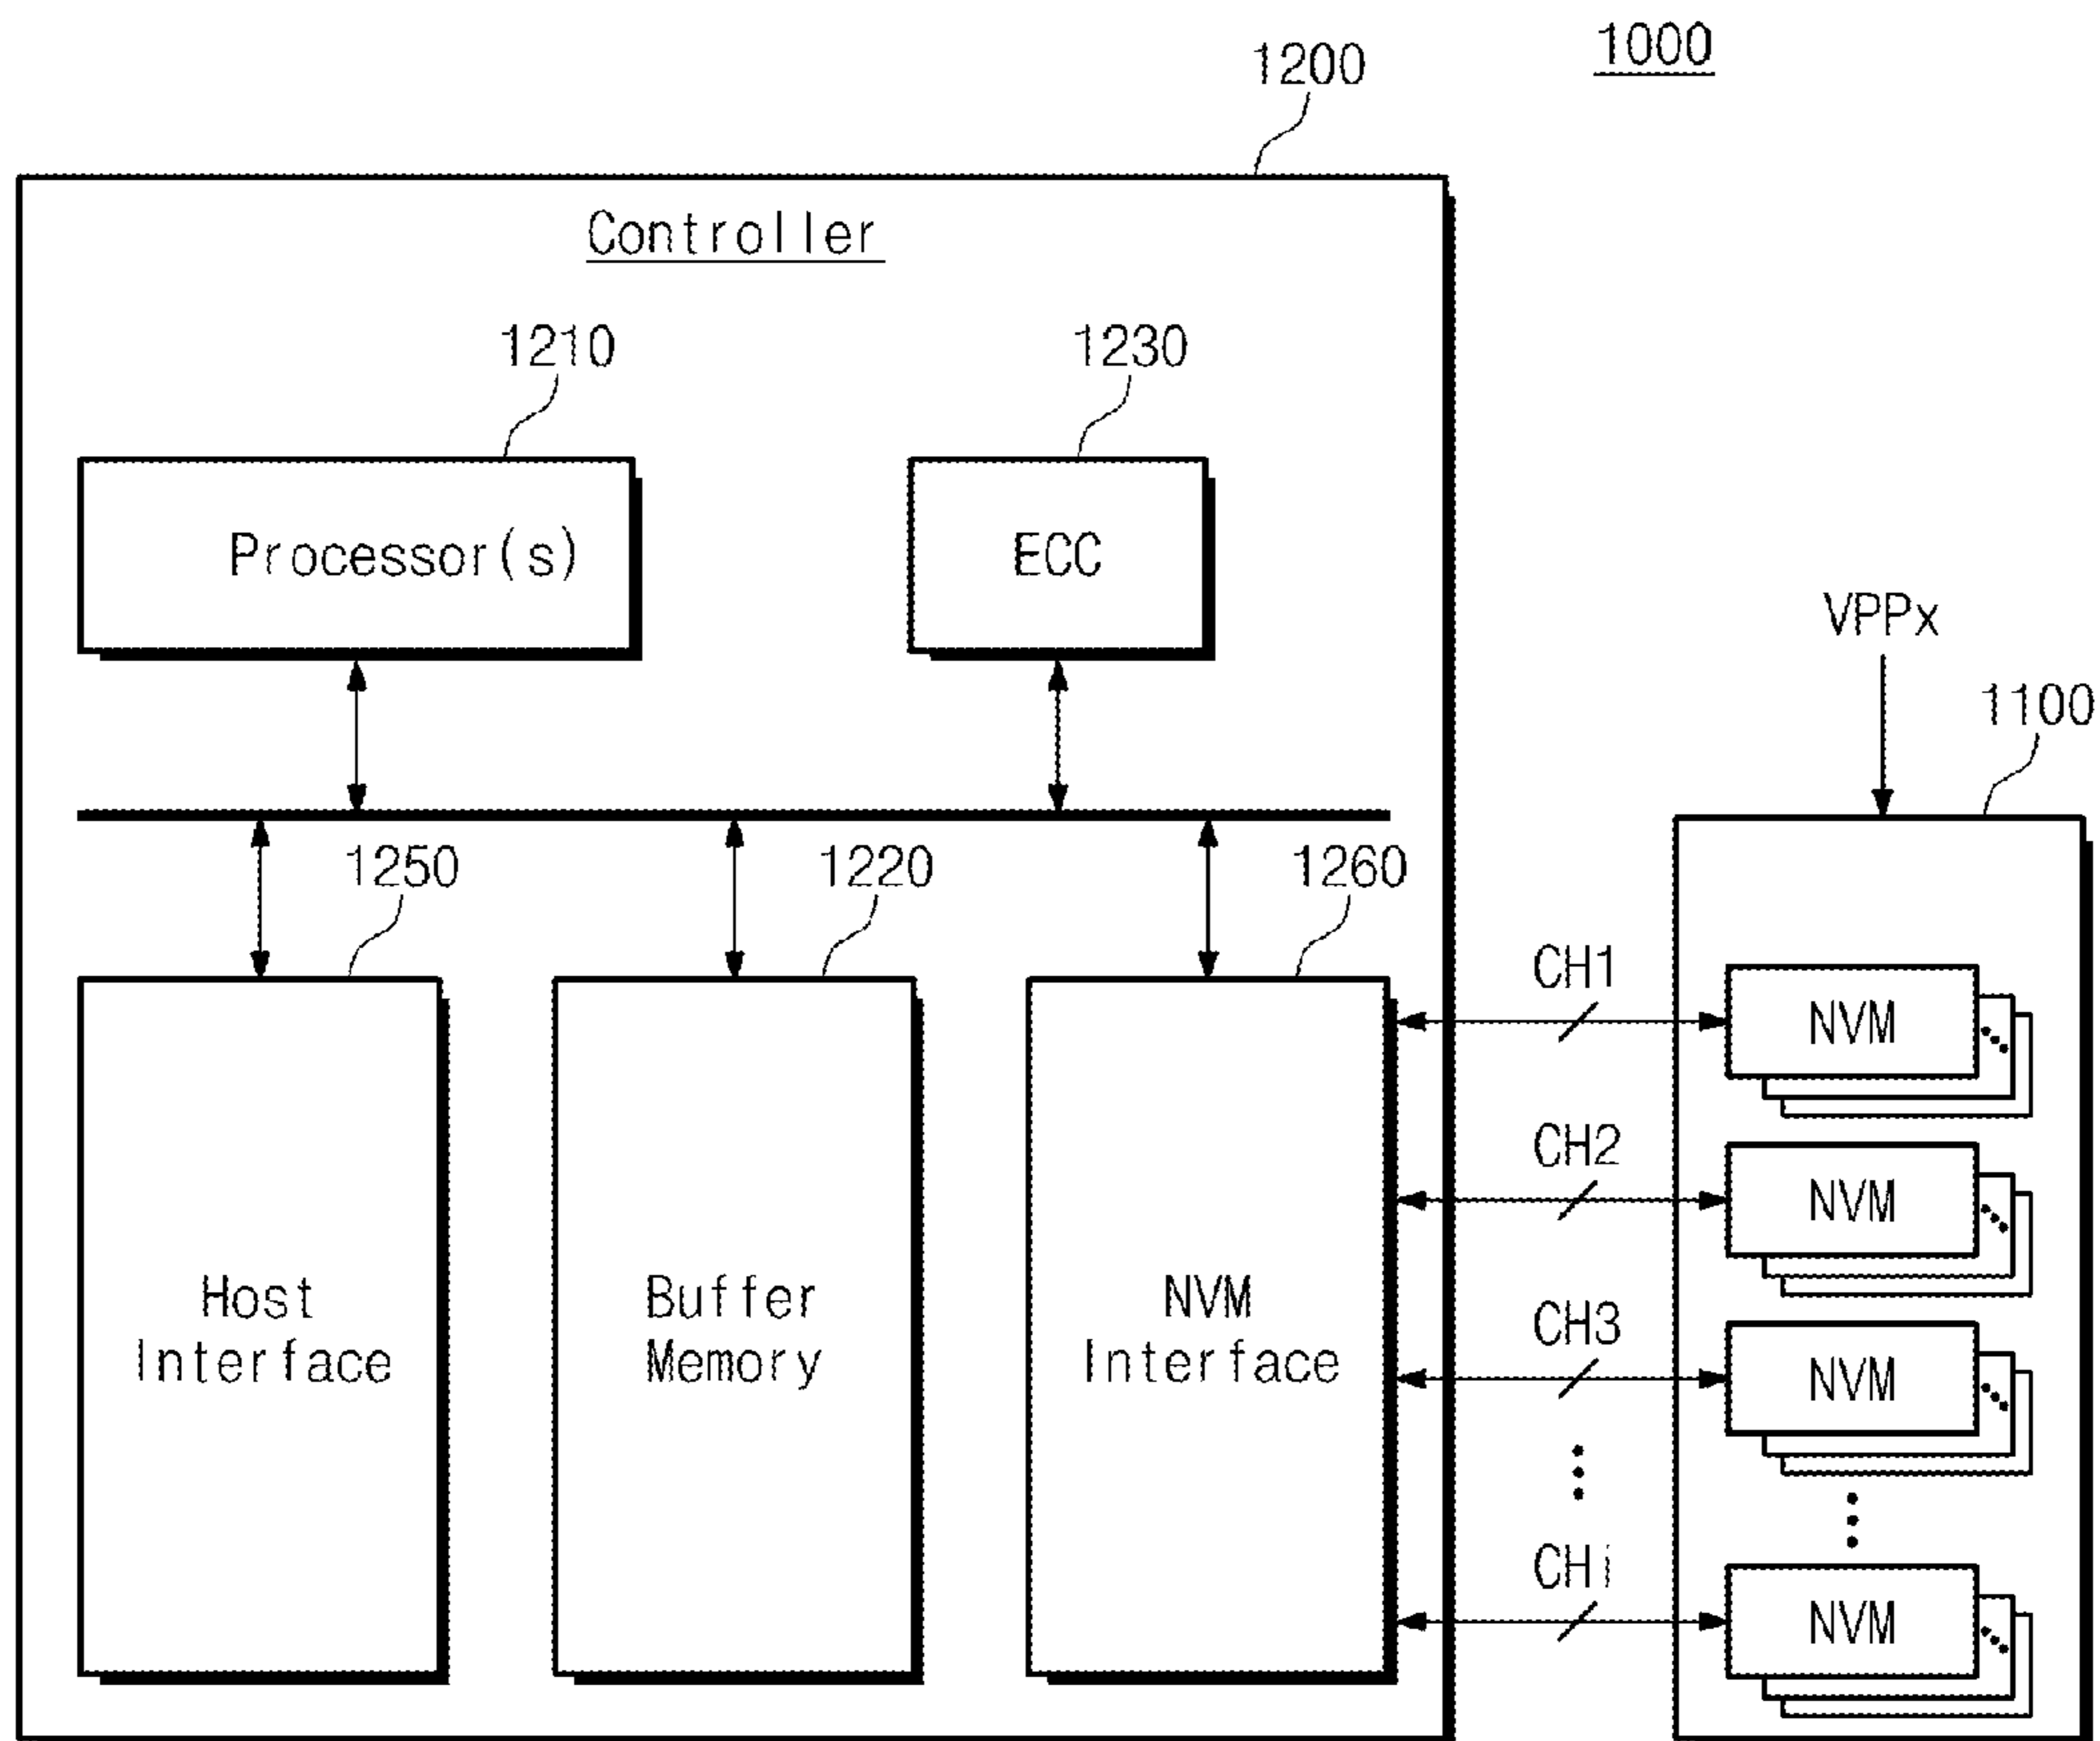 1000
1200
Controller
1210
1230
Processor(s)
ECC
VPPx
1100
1250
1220
1260
Host
Interface
Buffer
Memory
NVM
Interface
CH1
NVM
CH2
NVM
CH3
NVM
CHi
NVM